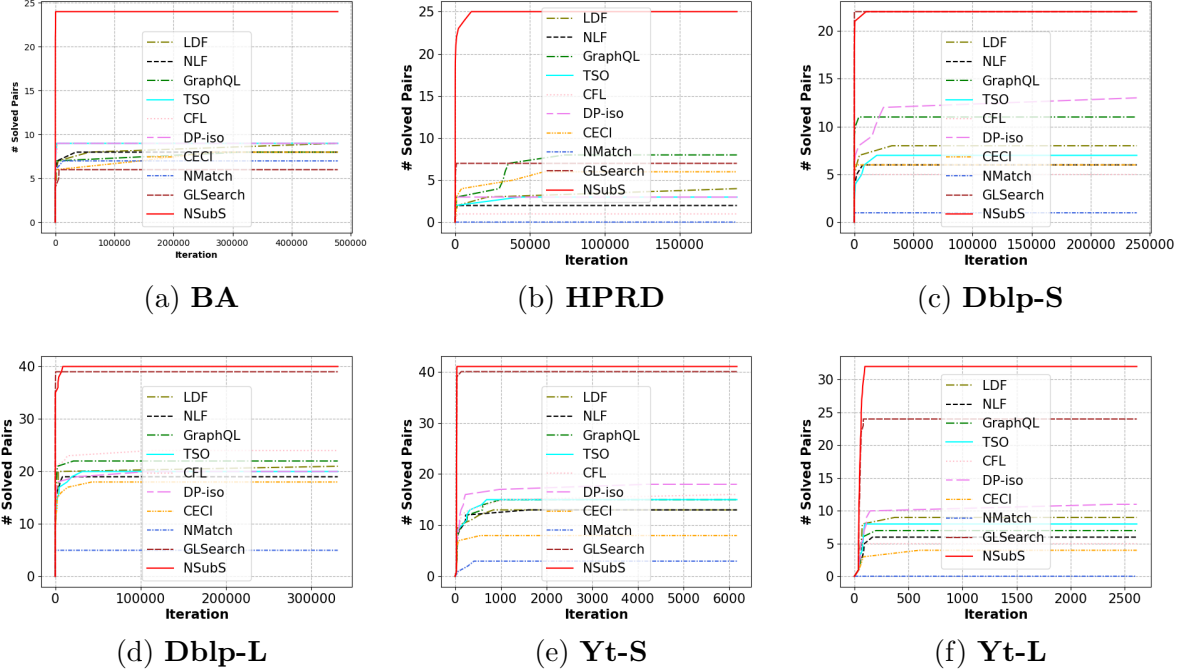 25
20
15
10
5
0
# Solved Pairs
LDF
NLF
GraphQL
TSO
CFL
DP-iso
CECI
NMatch
GLSearch
NSubS
0 100000 200000 300000 400000 500000
Iteration
(a) BA
25
20
15
10
5
0
# Solved Pairs
LDF
NLF
GraphQL
TSO
CFL
DP-iso
CECI
NMatch
GLSearch
NSubS
0 50000 100000 150000
Iteration
(b) HPRD
20
15
10
5
0
# Solved Pairs
LDF
NLF
GraphQL
TSO
CFL
DP-iso
CECI
NMatch
GLSearch
NSubS
0 50000 100000 150000 200000 250000
Iteration
(c) Dblp-S
40
30
20
10
0
# Solved Pairs
LDF
NLF
GraphQL
TSO
CFL
DP-iso
CECI
NMatch
GLSearch
NSubS
0 100000 200000 300000
Iteration
(d) Dblp-L
40
30
20
10
0
# Solved Pairs
LDF
NLF
GraphQL
TSO
CFL
DP-iso
CECI
NMatch
GLSearch
NSubS
0 1000 2000 3000 4000 5000 6000
Iteration
(e) Yt-S
30
25
20
15
10
5
0
# Solved Pairs
LDF
NLF
GraphQL
TSO
CFL
DP-iso
CECI
NMatch
GLSearch
NSubS
0 500 1000 1500 2000 2500
Iteration
(f) Yt-L